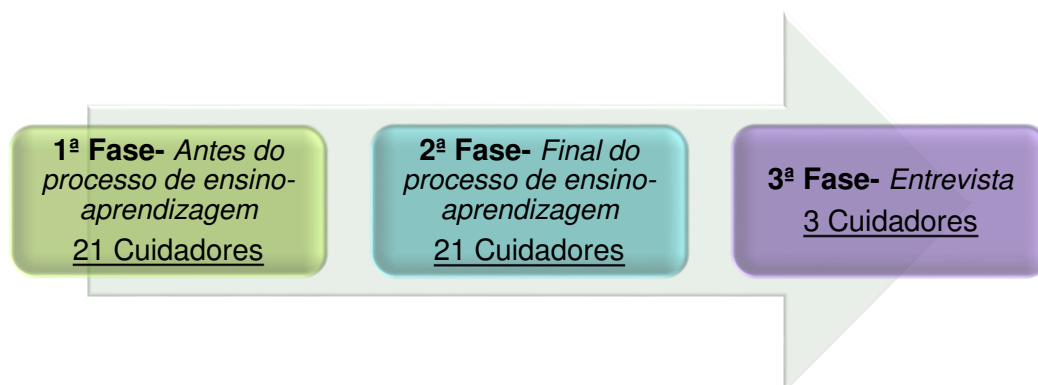 1ª Fase- Antes do
processo de ensino-
aprendizagem
21 Cuidadores
2ª Fase- Final do
processo de ensino-
aprendizagem
21 Cuidadores
3ª Fase- Entrevista
3 Cuidadores